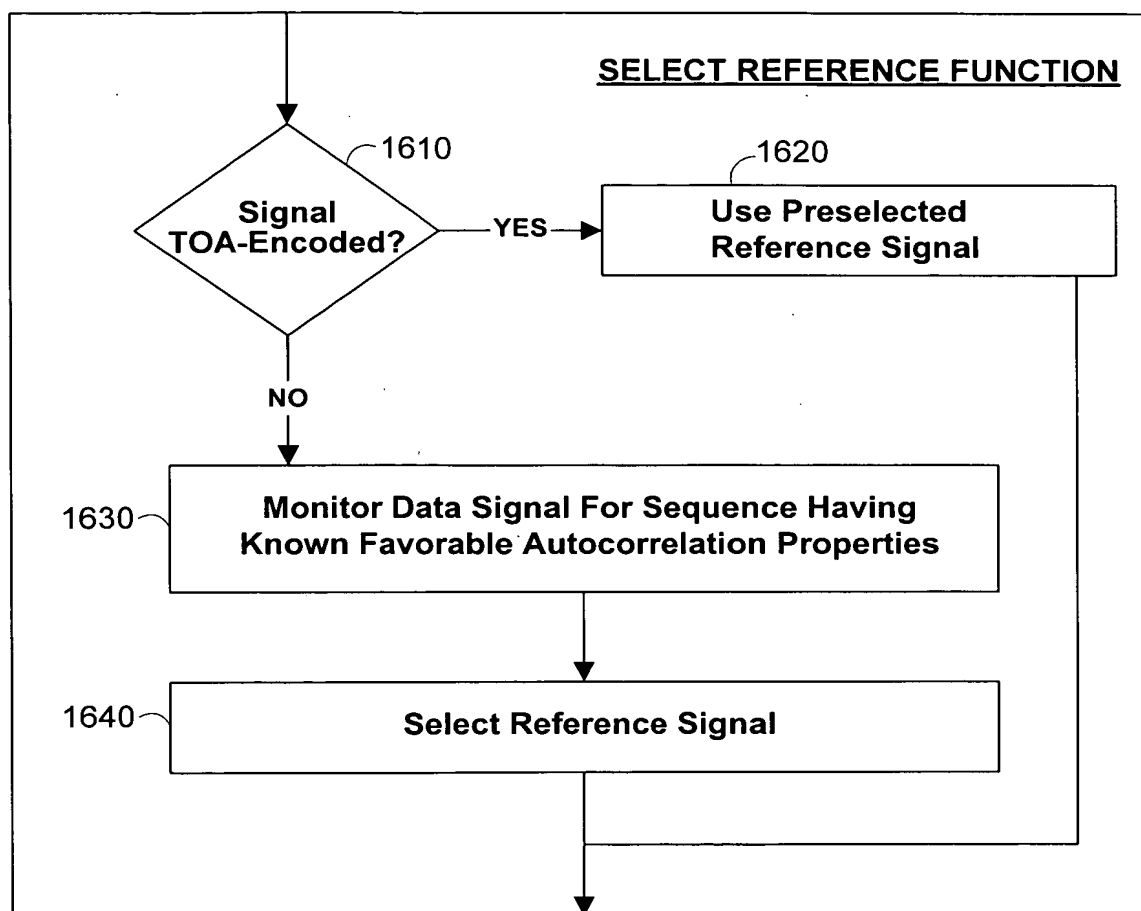 SELECT REFERENCE FUNCTION
1610
Signal
TOA-Encoded?
YES
1620
Use Preselected
Reference Signal
NO
1630
Monitor Data Signal For Sequence Having
Known Favorable Autocorrelation Properties
1640
Select Reference Signal